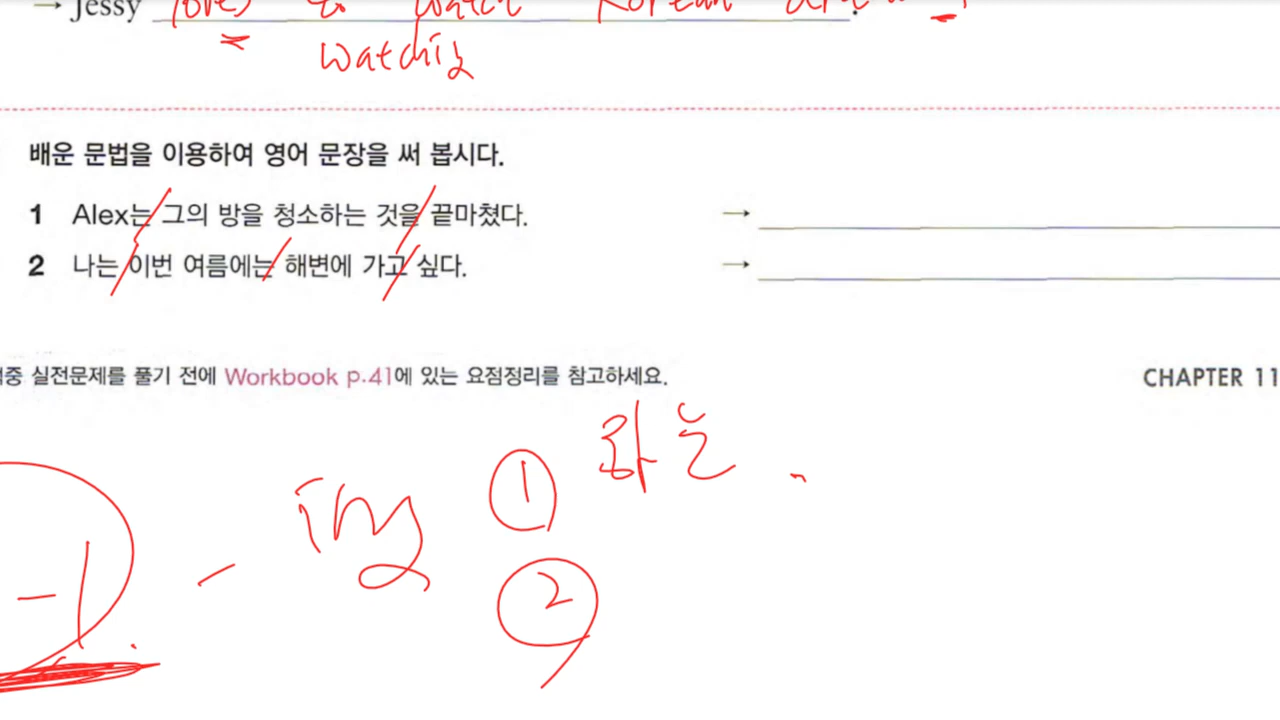 → Jessy loves to watch Korean
watching
배운 문법을 이용하여 영어 문장을 써 봅시다.
1 Alex는 그의 방을 청소하는 것을 끝마쳤다. →
2 나는 이번 여름에는 해변에 가고 싶다. →
중 실전문제를 풀기 전에 Workbook p.41에 있는 요점정리를 참고하세요. CHAPTER 11
- ing ① 하는
②